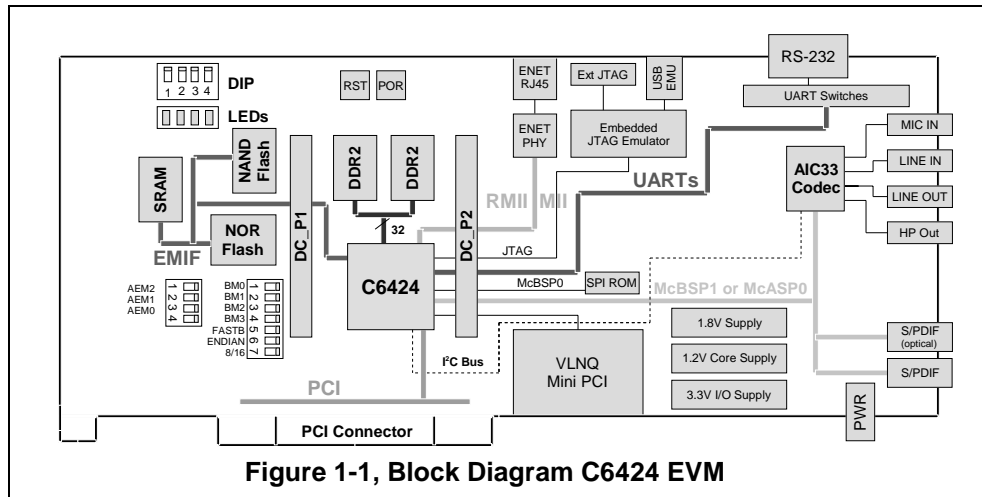 RS-232
UART Switches
DIP
1 2 3 4
LEDs
RST
POR
ENET
RJ45
Ext JTAG
USB
EMU
ENET
PHY
Embedded
JTAG Emulator
MIC IN
LINE IN
LINE OUT
HP Out
AIC33
Codec
SRAM
NAND
Flash
NOR
Flash
EMIF
DC_P1
DDR2
DDR2
32
DC_P2
RMII
MII
UARTs
C6424
JTAG
McBSP0
SPI ROM
McBSP1 or McASP0
AEM2
AEM1
AEM0
1
2
3
4
BM0
BM1
BM2
BM3
FASTB
ENDIAN
8/16
1
2
3
4
5
6
7
I²C Bus
VLNQ
Mini PCI
1.8V Supply
1.2V Core Supply
3.3V I/O Supply
S/PDIF
(optical)
S/PDIF
PWR
PCI
PCI Connector
Figure 1-1, Block Diagram C6424 EVM